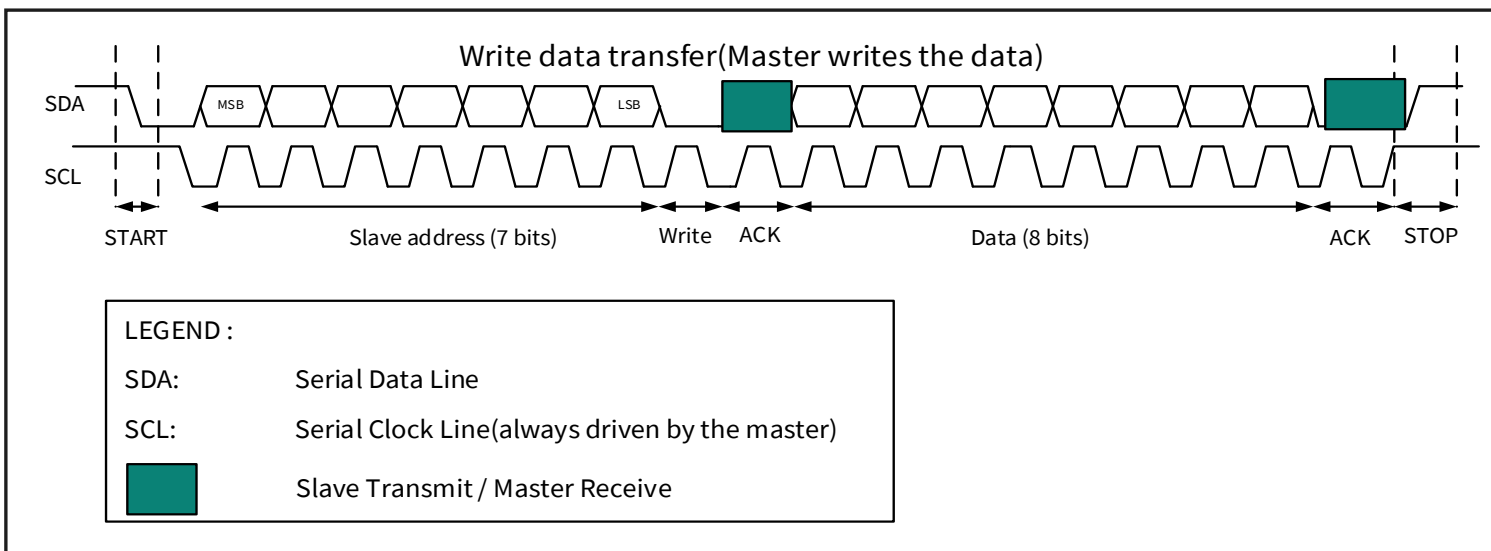 Write data transfer(Master writes the data)
SDA MSB LSB
SCL
START Slave address (7 bits) Write ACK Data (8 bits) ACK STOP
LEGEND :
SDA: Serial Data Line
SCL: Serial Clock Line(always driven by the master)
Slave Transmit / Master Receive